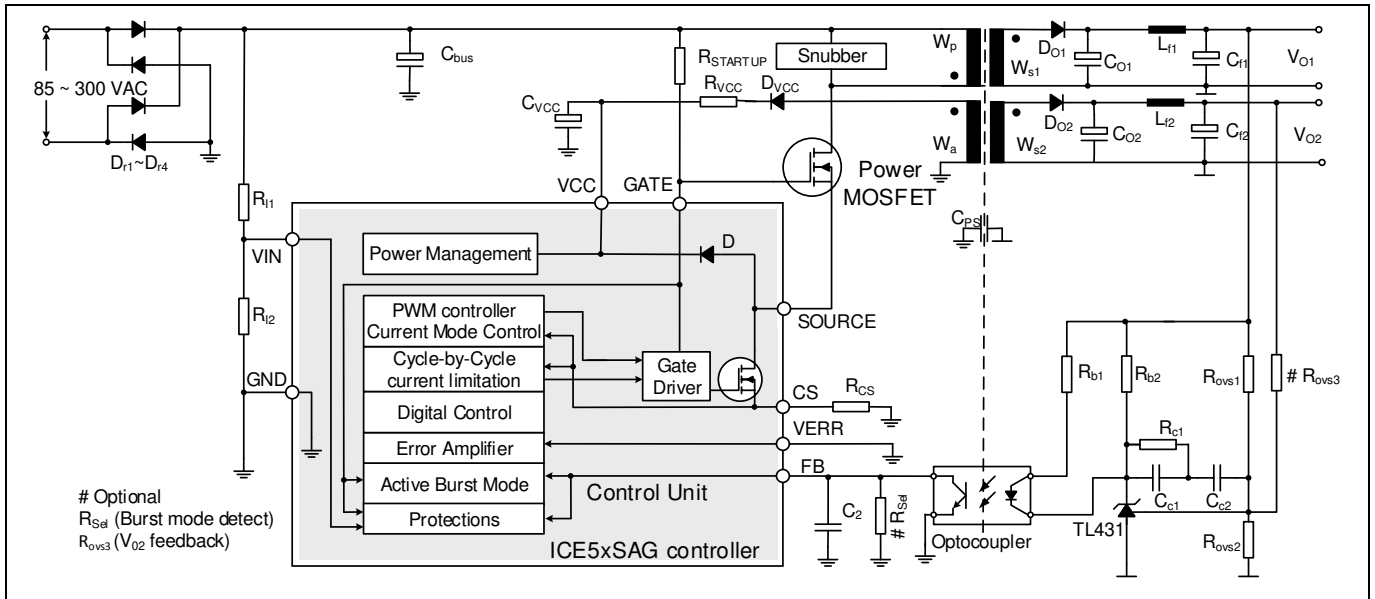 85 ~ 300 VAC
Dr1~Dr4
Cbus
RSTARTUP
Snubber
Wp
Ws1
DO1
CO1
Lf1
Cf1
VO1
CVCC
RVCC
DVCC
Wa
Ws2
DO2
CO2
Lf2
Cf2
VO2
Power
MOSFET
CPS
VCC
GATE
RI1
VIN
RI2
GND
Power Management
D
SOURCE
PWM controller
Current Mode Control
Cycle-by-Cycle
current limitation
Gate
Driver
Digital Control
CS
RCS
VERR
Error Amplifier
FB
Active Burst Mode
Control Unit
Protections
ICE5xSAG controller
C2
# RSel
Optocoupler
Rb1
Rb2
Rovs1
# Rovs3
Rc1
Cc1
Cc2
TL431
Rovs2
# Optional
RSel (Burst mode detect)
Rovs3 (V02 feedback)